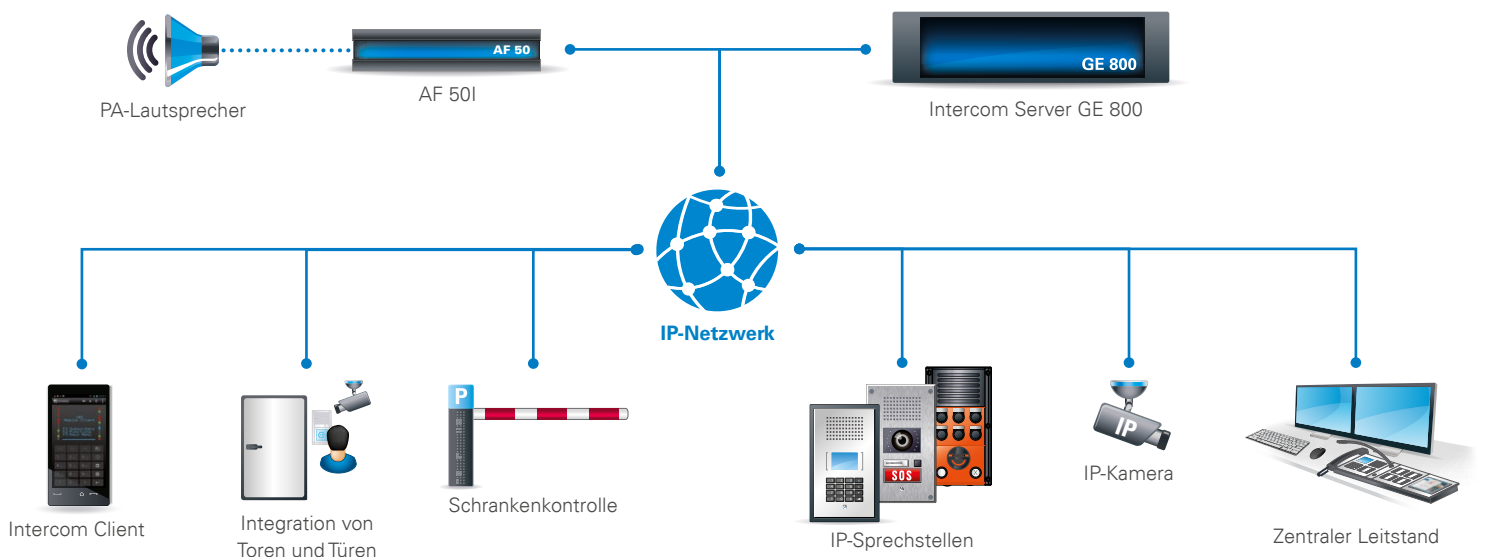 AF 50
GE 800
PA-Lautsprecher
AF 50I
Intercom Server GE 800
IP-Netzwerk
P
SOS
IP
Intercom Client
Integration von
Toren und Türen
Schrankenkontrolle
IP-Sprechstellen
IP-Kamera
Zentraler Leitstand